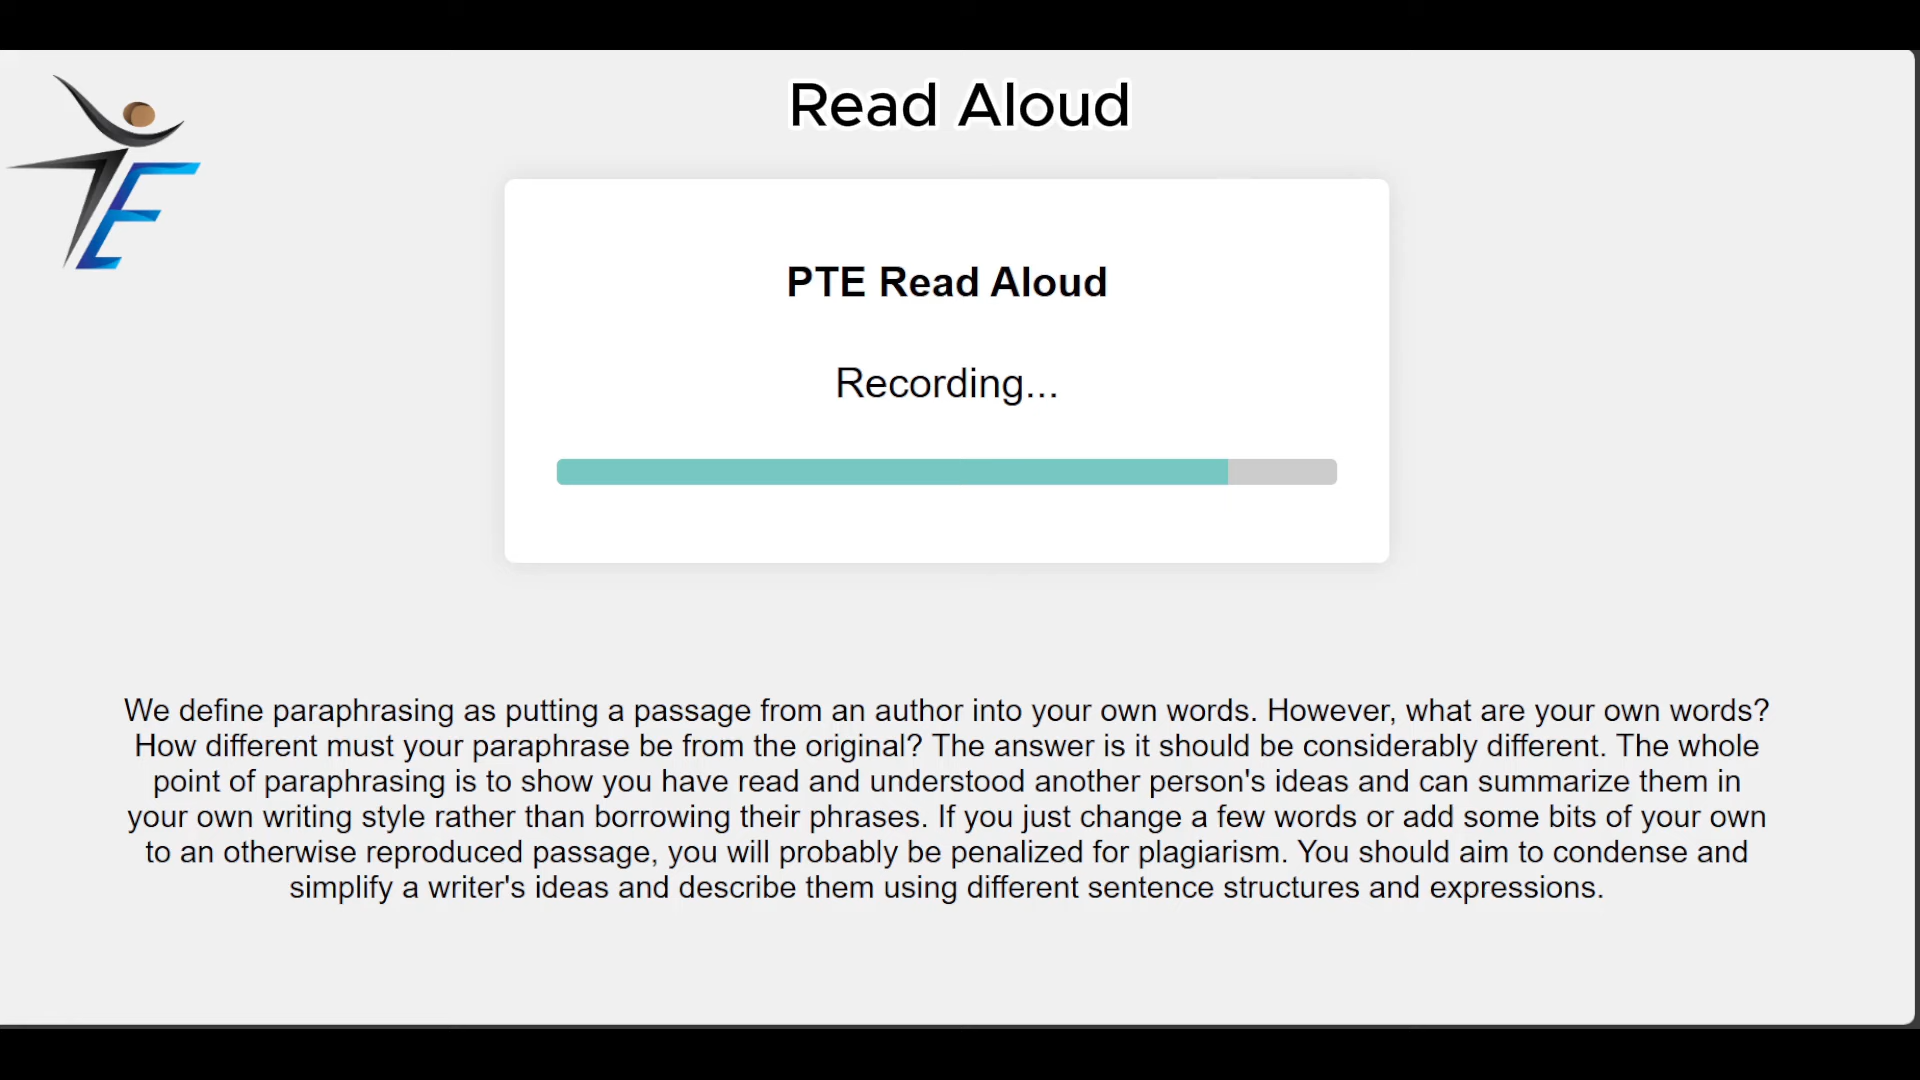 Read Aloud
PTE Read Aloud
Recording...
We define paraphrasing as putting a passage from an author into your own words. However, what are your own words?
How different must your paraphrase be from the original? The answer is it should be considerably different. The whole
point of paraphrasing is to show you have read and understood another person's ideas and can summarize them in
your own writing style rather than borrowing their phrases. If you just change a few words or add some bits of your own
to an otherwise reproduced passage, you will probably be penalized for plagiarism. You should aim to condense and
simplify a writer's ideas and describe them using different sentence structures and expressions.